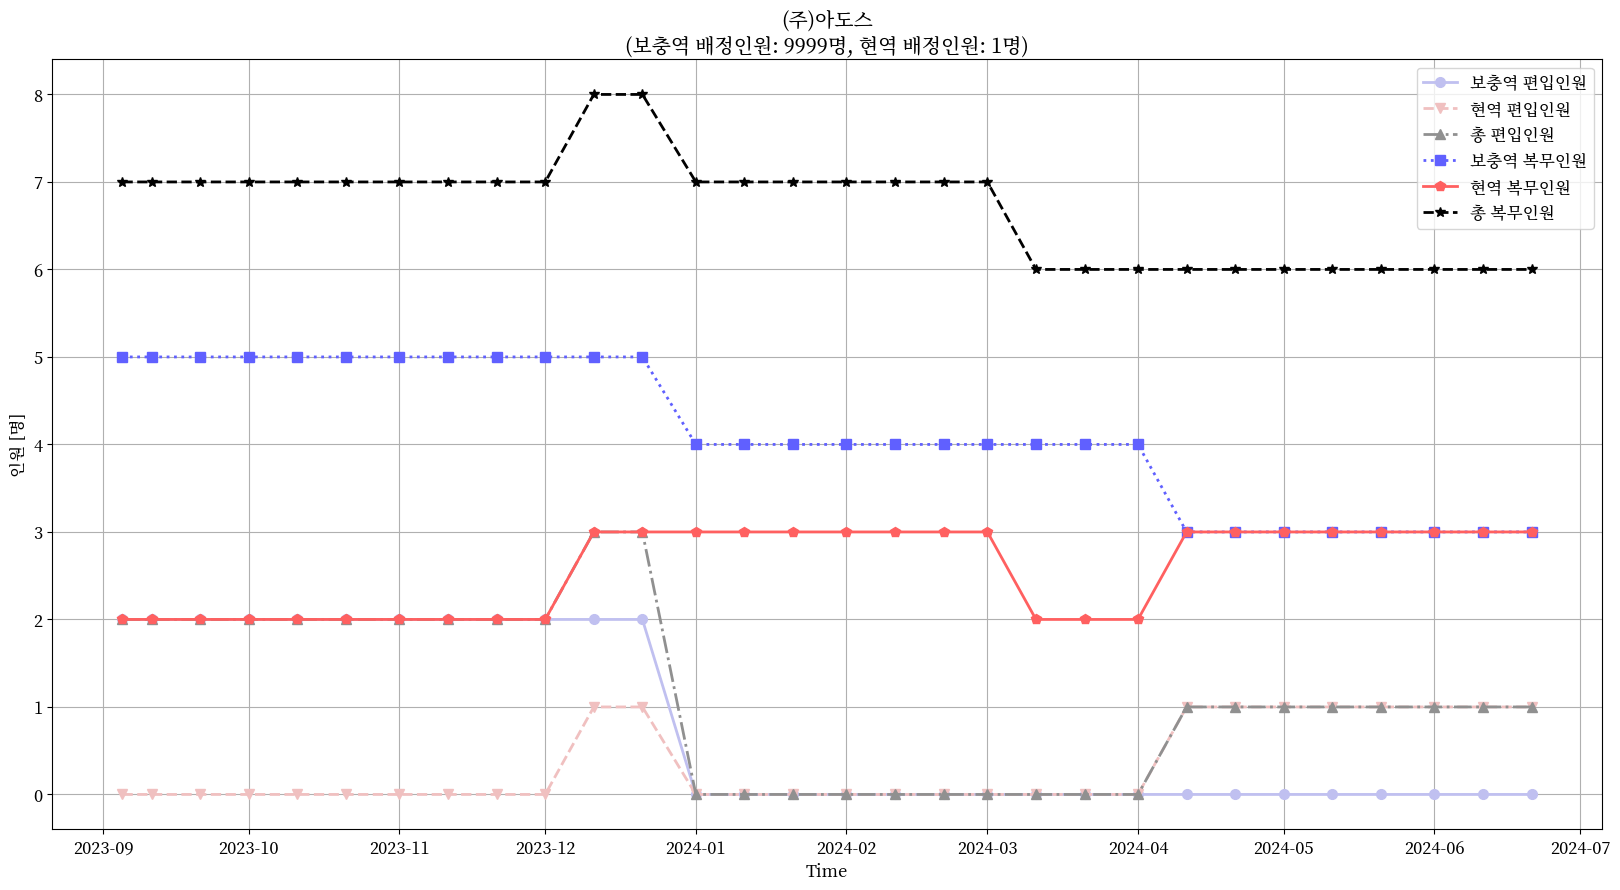 (주)아도스
(보충역 배정인원: 9999명, 현역 배정인원: 1명)
보충역 편입인원
현역 편입인원
총 편입인원
보충역 복무인원
현역 복무인원
총 복무인원
인원 [명]
8
7
6
5
4
3
2
1
0
2023-09 2023-10 2023-11 2023-12 2024-01 2024-02 2024-03 2024-04 2024-05 2024-06 2024-07
Time